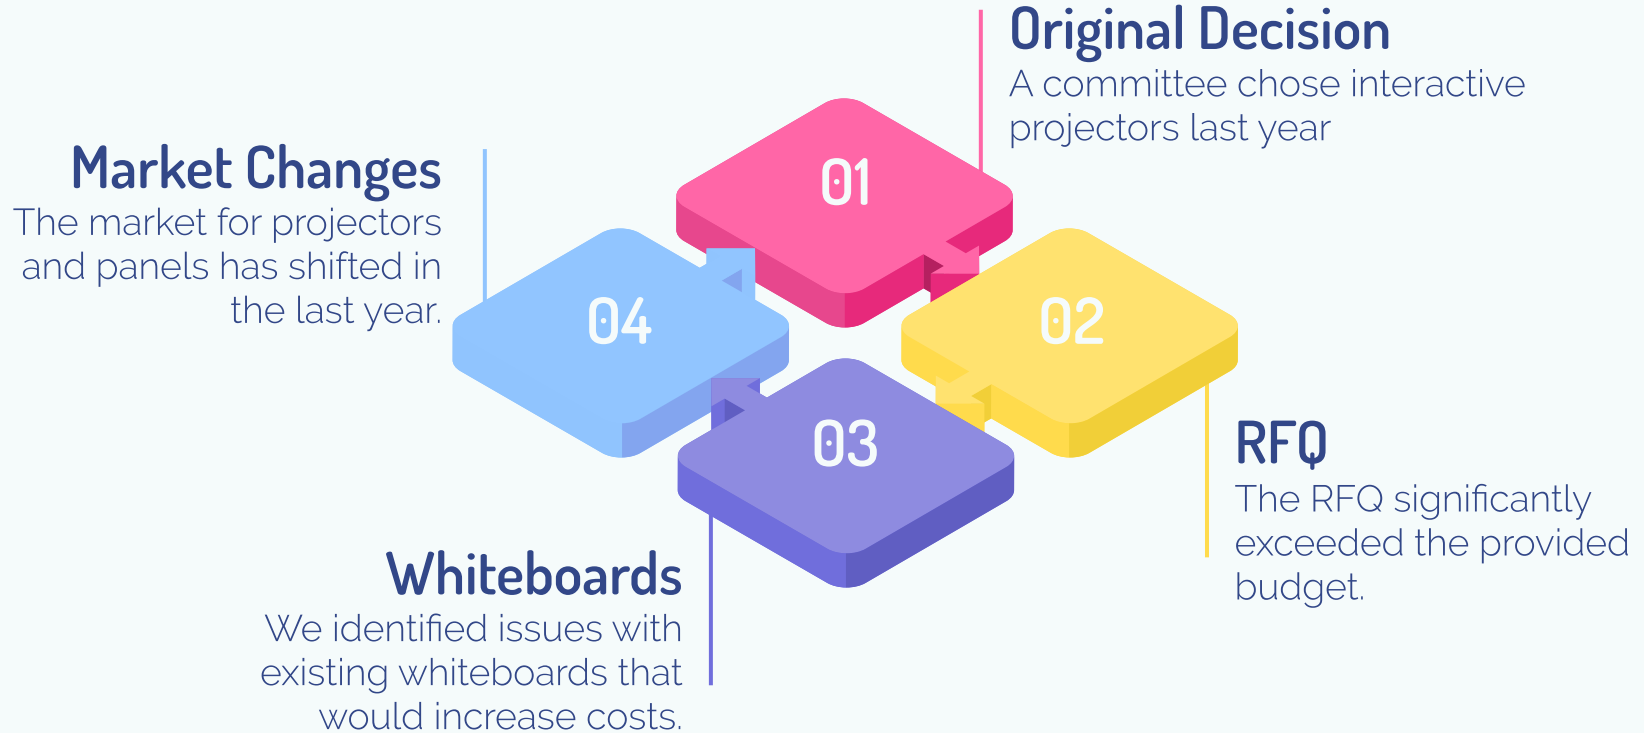 01
Original Decision
A committee chose interactive
projectors last year
02
RFQ
The RFQ significantly
exceeded the provided
budget.
03
Whiteboards
We identified issues with
existing whiteboards that
would increase costs.
04
Market Changes
The market for projectors
and panels has shifted in
the last year.